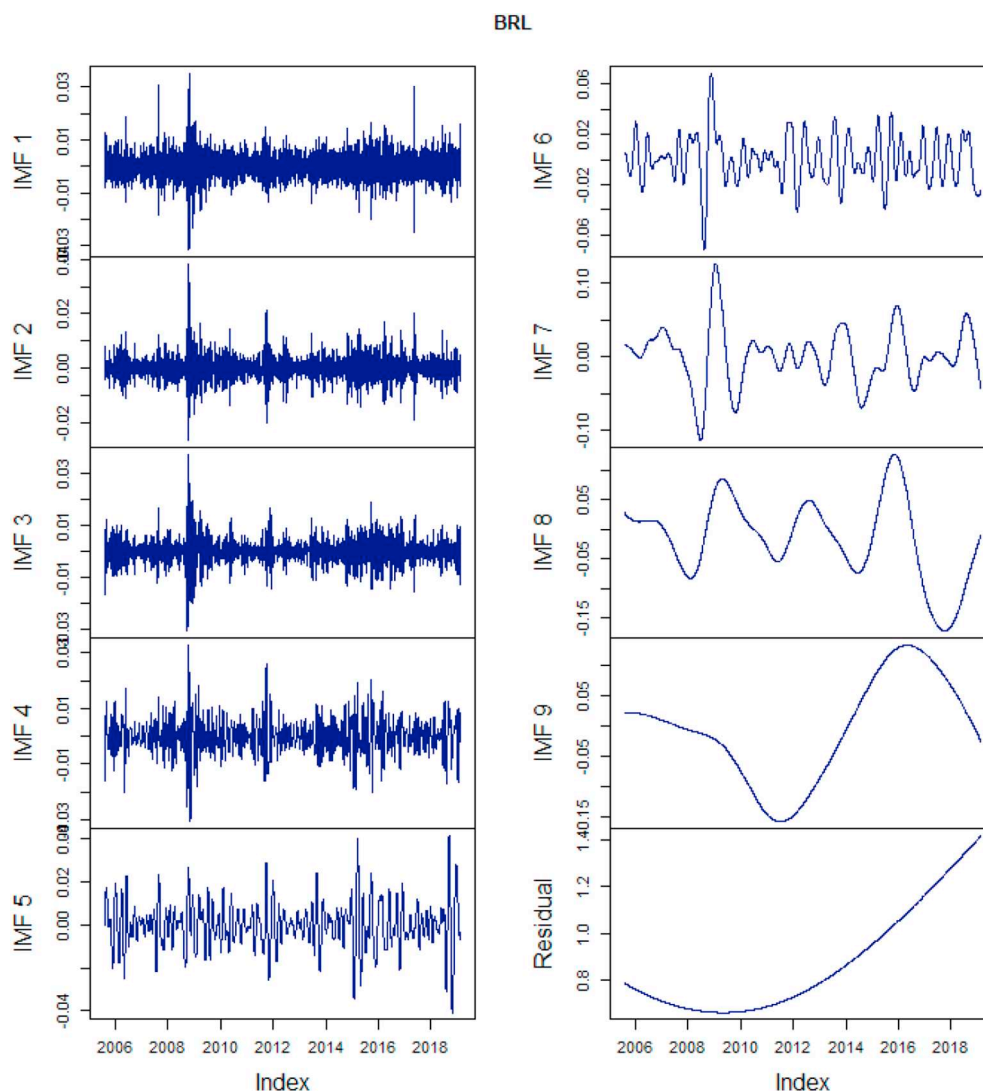 BRL
IMF 1
-0.01 0.01 0.03
IMF 2
-0.02 0.00 0.02
IMF 3
-0.01 0.01 0.03
IMF 4
-0.01 0.01
IMF 5
-0.04 0.00 0.02
2006 2008 2010 2012 2014 2016 2018
Index
IMF 6
-0.06 -0.02 0.02 0.06
IMF 7
-0.10 0.00 0.10
IMF 8
-0.15 -0.05 0.05
IMF 9
-0.05 0.05
Residual
0.8 1.0 1.2
2006 2008 2010 2012 2014 2016 2018
Index